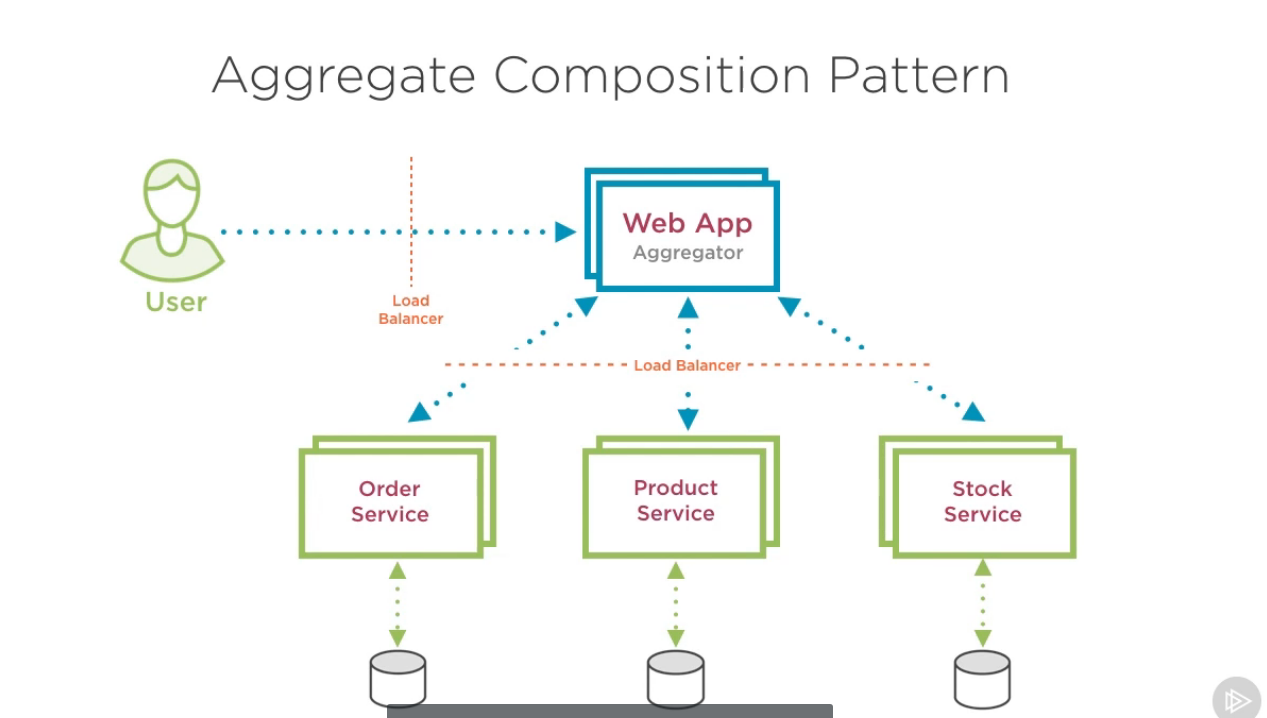 Aggregate Composition Pattern
Web App
Aggregator
User
Load
Balancer
Load Balancer
Order
Service
Product
Service
Stock
Service